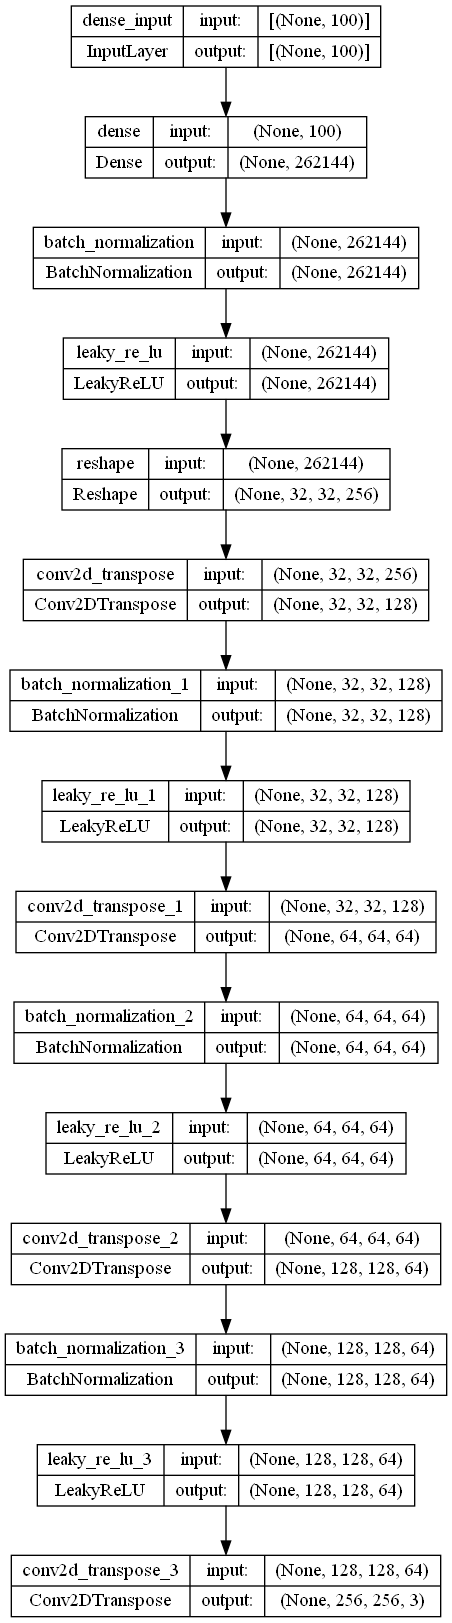 dense_input input: [(None, 100)]
InputLayer output: [(None, 100)]
dense input: (None, 100)
Dense output: (None, 262144)
batch_normalization input: (None, 262144)
BatchNormalization output: (None, 262144)
leaky_re_lu input: (None, 262144)
LeakyReLU output: (None, 262144)
reshape input: (None, 262144)
Reshape output: (None, 32, 32, 256)
conv2d_transpose input: (None, 32, 32, 256)
Conv2DTranspose output: (None, 32, 32, 128)
batch_normalization_1 input: (None, 32, 32, 128)
BatchNormalization output: (None, 32, 32, 128)
leaky_re_lu_1 input: (None, 32, 32, 128)
LeakyReLU output: (None, 32, 32, 128)
conv2d_transpose_1 input: (None, 32, 32, 128)
Conv2DTranspose output: (None, 64, 64, 64)
batch_normalization_2 input: (None, 64, 64, 64)
BatchNormalization output: (None, 64, 64, 64)
leaky_re_lu_2 input: (None, 64, 64, 64)
LeakyReLU output: (None, 64, 64, 64)
conv2d_transpose_2 input: (None, 64, 64, 64)
Conv2DTranspose output: (None, 128, 128, 64)
batch_normalization_3 input: (None, 128, 128, 64)
BatchNormalization output: (None, 128, 128, 64)
leaky_re_lu_3 input: (None, 128, 128, 64)
LeakyReLU output: (None, 128, 128, 64)
conv2d_transpose_3 input: (None, 128, 128, 64)
Conv2DTranspose output: (None, 256, 256, 3)